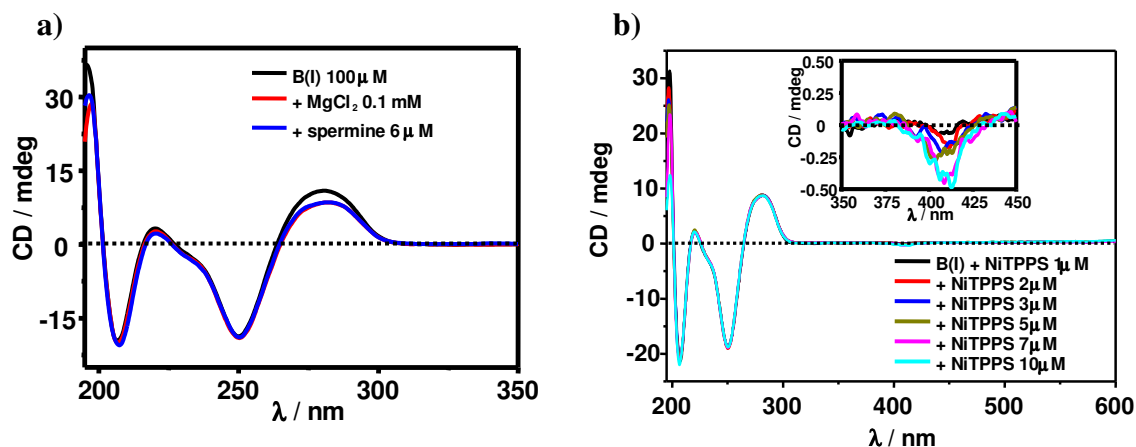 a)
CD / mdeg
30
15
0
-15
200 250 300 350
λ / nm
B(I) 100μM
+ MgCl₂ 0.1 mM
+ spermine 6μM
b)
CD / mdeg
30
20
10
0
-10
-20
200 300 400 500 600
λ / nm
CD / mdeg
0.50
0.25
0
-0.25
-0.50
350 400 450
λ / nm
B(I) + NiTPPS 1μM
+ NiTPPS 2μM
+ NiTPPS 3μM
+ NiTPPS 5μM
+ NiTPPS 7μM
+ NiTPPS 10μM